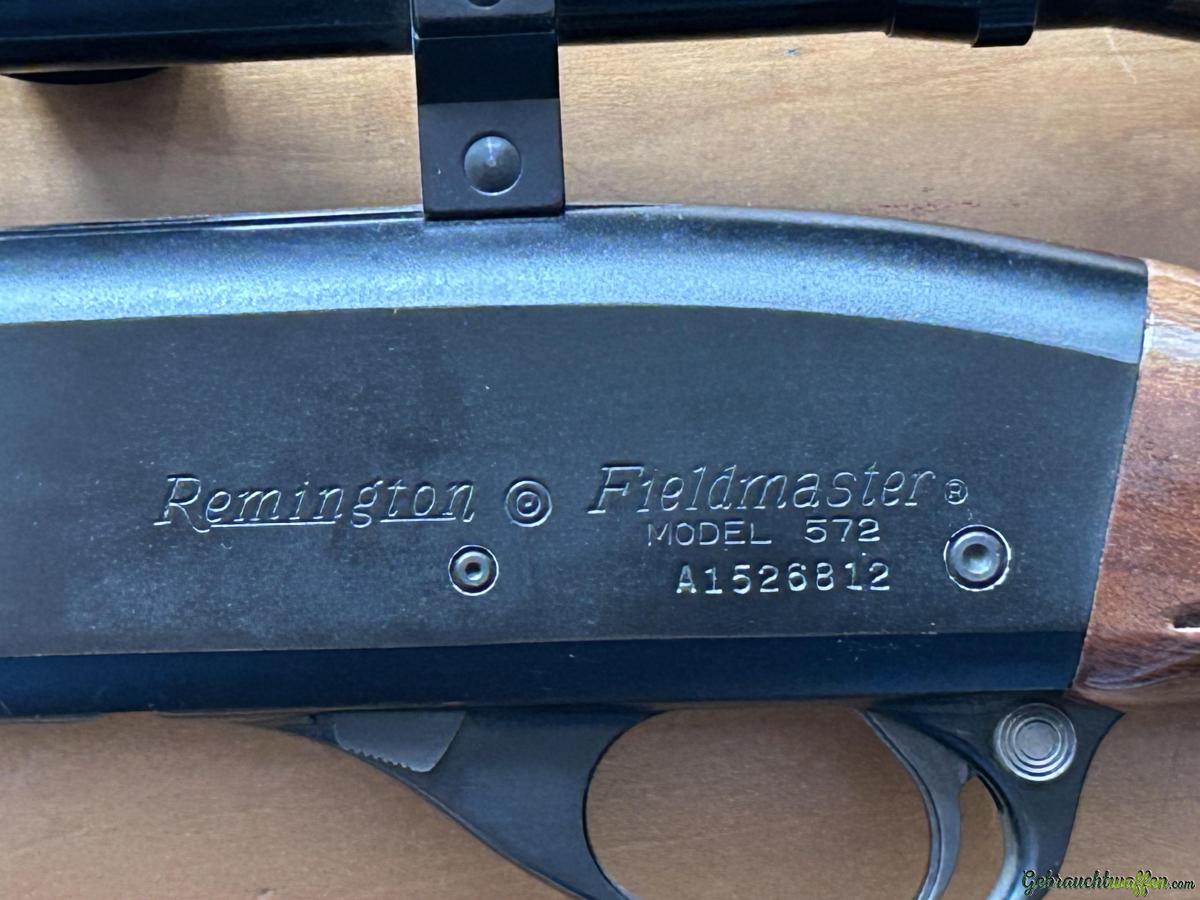 Remington Fieldmaster®
MODEL 572
A1526812
Gebrauchtwaffen.com